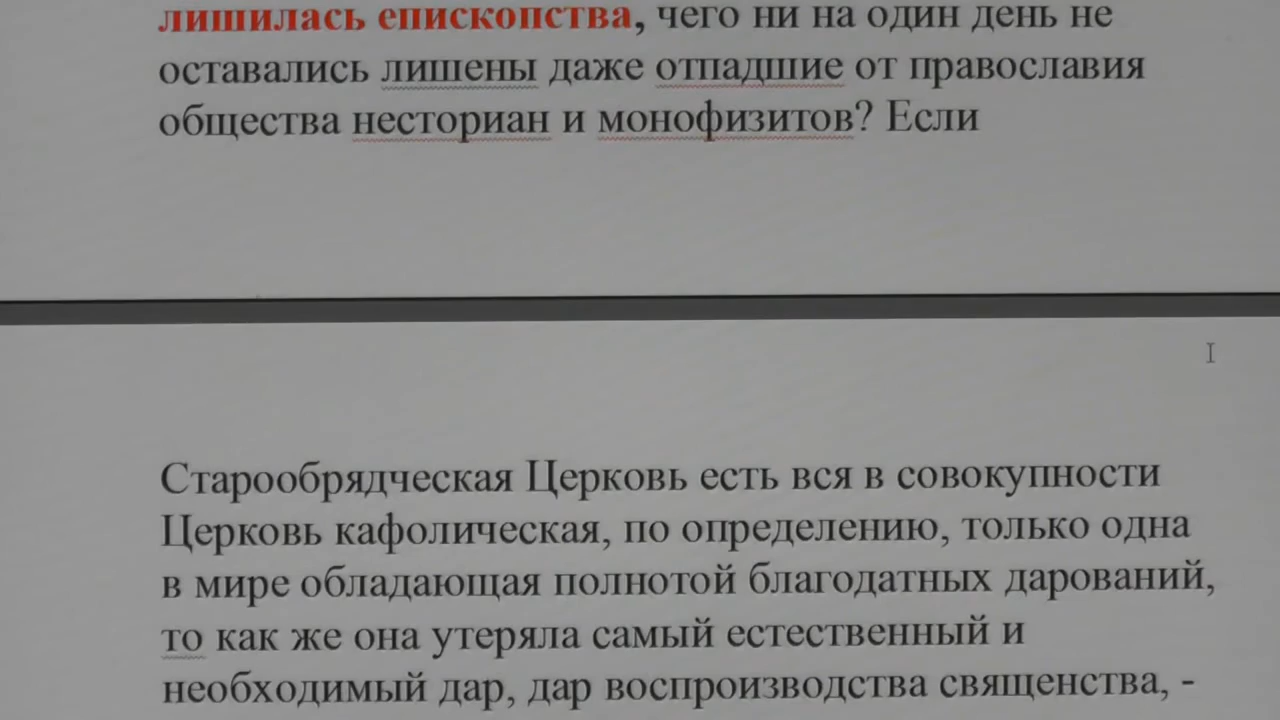 лишилась епископства, чего ни на один день не
оставались лишены даже отпадшие от православия
общества несториан и монофизитов? Если
Старообрядческая Церковь есть вся в совокупности
Церковь кафолическая, по определению, только одна
в мире обладающая полнотой благодатных дарований,
то как же она утеряла самый естественный и
необходимый дар, дар воспроизводства священства, -